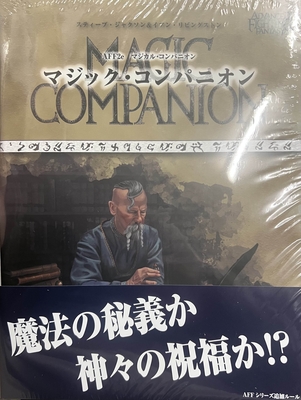 スティーブ・ジャクソン&イアン・リビングストン
AFF2e マジカル・コンパニオン
MAGIC
マジック・コンパニオン
COMPANION
魔法の秘義か
神々の祝福か!?
AFFシリーズ追加ルール